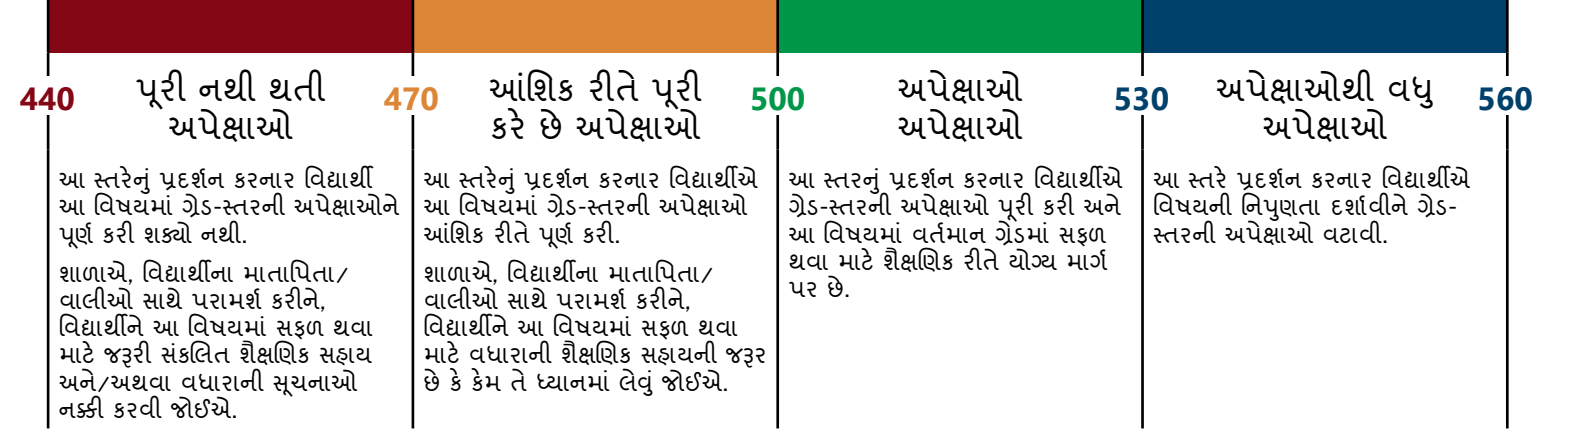 440
પૂરી નથી થતી
અપેક્ષાઓ
470
આંશિક રીતે પૂરી
કરે છે અપેક્ષાઓ
500
અપેક્ષાઓ
અપેક્ષાઓ
530
અપેક્ષાઓથી વધુ
અપેક્ષાઓ
560
આ સ્તરેનું પ્રદર્શન કરનાર વિદ્યાર્થી
આ વિષયમાં ગ્રેડ-સ્તરની અપેક્ષાઓને
પૂર્ણ કરી શક્યો નથી.
શાળાએ, વિદ્યાર્થીના માતાપિતા/
વાલીઓ સાથે પરામર્શ કરીને,
વિદ્યાર્થીને આ વિષયમાં સફળ થવા
માટે જરૂરી સંકલિત શૈક્ષણિક સહાય
અને/અથવા વધારાની સૂચનાઓ
નક્કી કરવી જોઈએ.
આ સ્તરેનું પ્રદર્શન કરનાર વિદ્યાર્થીએ
આ વિષયમાં ગ્રેડ-સ્તરની અપેક્ષાઓ
આંશિક રીતે પૂર્ણ કરી.
શાળાએ, વિદ્યાર્થીના માતાપિતા/
વાલીઓ સાથે પરામર્શ કરીને,
વિદ્યાર્થીને આ વિષયમાં સફળ થવા
માટે વધારાની શૈક્ષણિક સહાયની જરૂર
છે કે કેમ તે ધ્યાનમાં લેવું જોઈએ.
આ સ્તરનું પ્રદર્શન કરનાર વિદ્યાર્થીએ
ગ્રેડ-સ્તરની અપેક્ષાઓ પૂરી કરી અને
આ વિષયમાં વર્તમાન ગ્રેડમાં સફળ
થવા માટે શૈક્ષણિક રીતે યોગ્ય માર્ગ
પર છે.
આ સ્તરે પ્રદર્શન કરનાર વિદ્યાર્થીએ
વિષયની નિપુણતા દર્શાવીને ગ્રેડ-
સ્તરની અપેક્ષાઓ વટાવી.